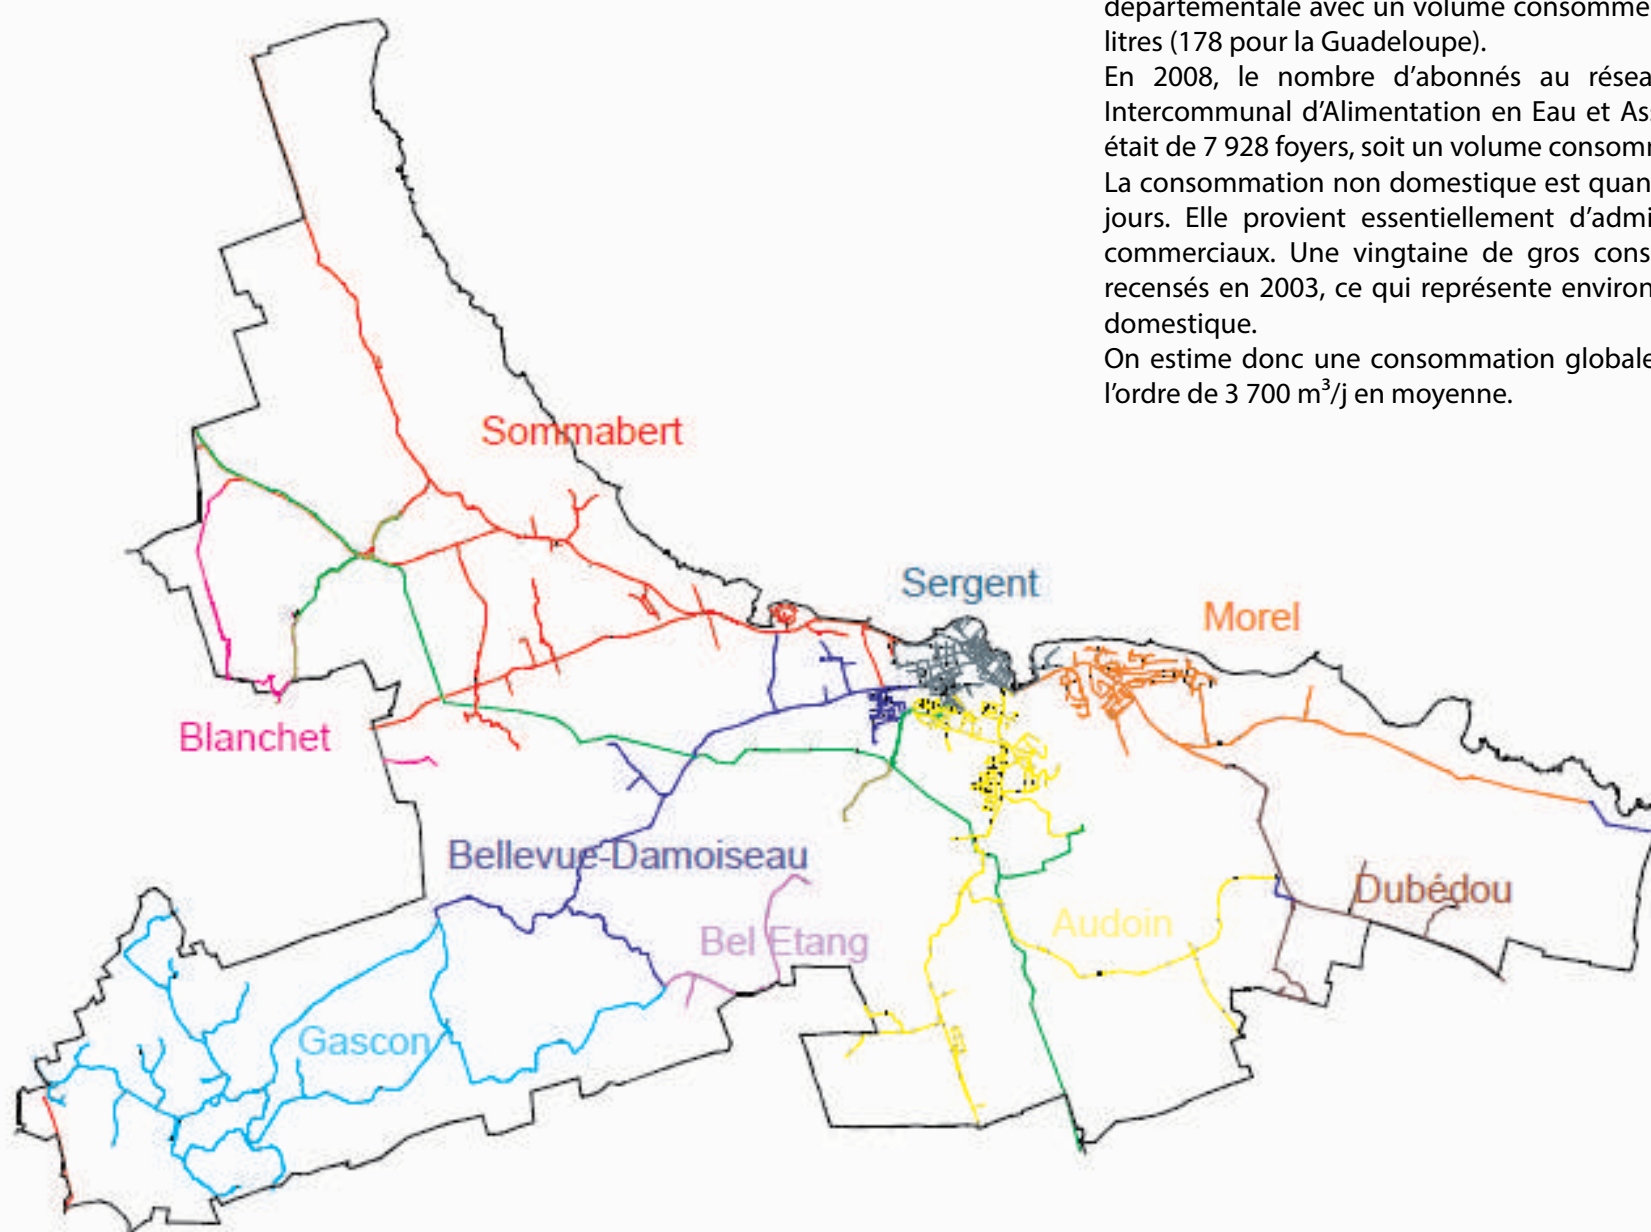 départementale avec un volume consommé
litres (178 pour la Guadeloupe).
En 2008, le nombre d’abonnés au résea
Intercommunal d’Alimentation en Eau et As
était de 7 928 foyers, soit un volume consom
La consommation non domestique est quan
jours. Elle provient essentiellement d’admi
commerciaux. Une vingtaine de gros cons
recensés en 2003, ce qui représente environ
domestique.
On estime donc une consommation globale
l’ordre de 3 700 m³/j en moyenne.
Sommabert
Sergent
Morel
Blanchet
Bellevue-Damoiseau
Dubédou
Bel Etang
Audoin
Gascon